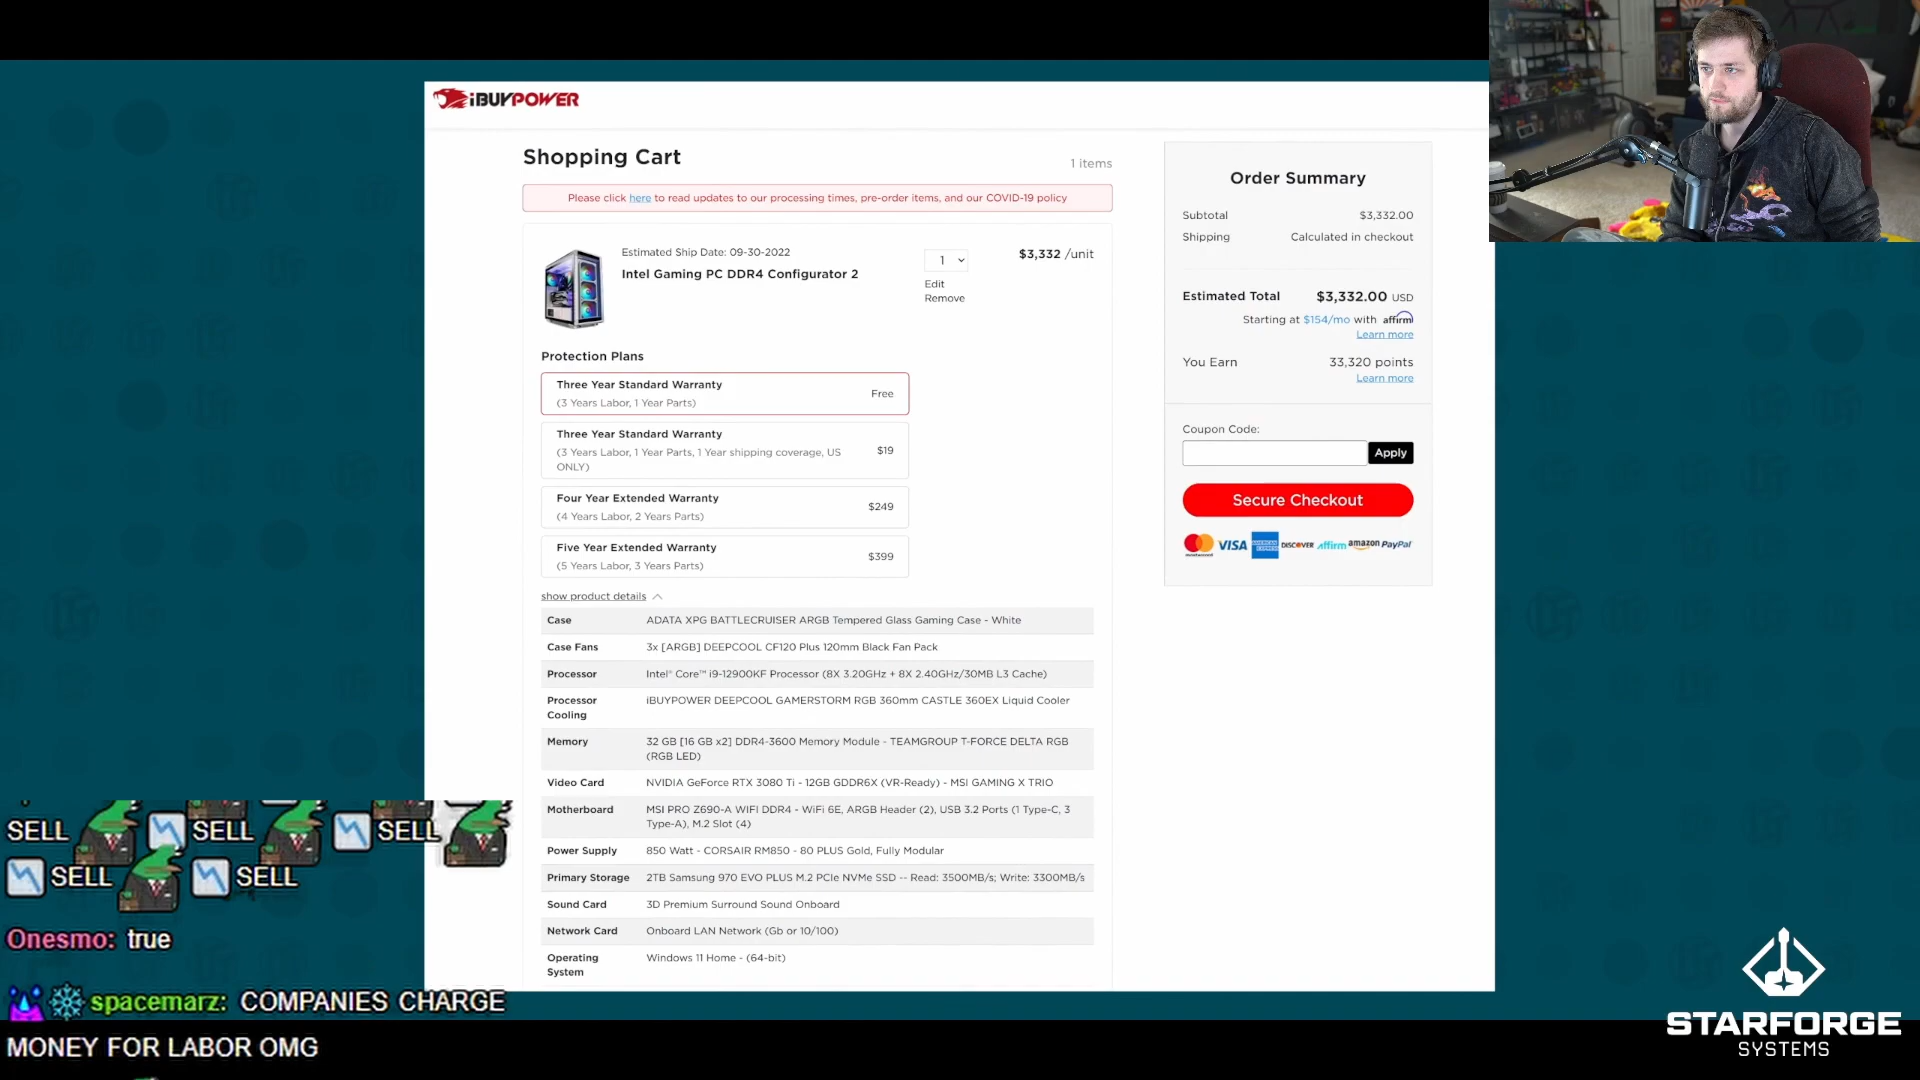 iBUYPOWER
Shopping Cart
1 items
Please click here to read updates to our processing times, pre-order items, and our COVID-19 policy
Estimated Ship Date: 09-30-2022
Intel Gaming PC DDR4 Configurator 2
1
Edit
Remove
$3,332 /unit
Protection Plans
Three Year Standard Warranty
(3 Years Labor, 1 Year Parts)
Free
Three Year Standard Warranty
(3 Years Labor, 1 Year Parts, 1 Year shipping coverage, US
ONLY)
$19
Four Year Extended Warranty
(4 Years Labor, 2 Years Parts)
$249
Five Year Extended Warranty
(5 Years Labor, 3 Years Parts)
$399
show product details
Case ADATA XPG BATTLECRUISER ARGB Tempered Glass Gaming Case - White
Case Fans 3x [ARGB] DEEPCOOL CF120 Plus 120mm Black Fan Pack
Processor Intel® Core™ i9-12900KF Processor (8X 3.20GHz + 8X 2.40GHz/30MB L3 Cache)
Processor
Cooling
iBUYPOWER DEEPCOOL GAMERSTORM RGB 360mm CASTLE 360EX Liquid Cooler
Memory 32 GB [16 GB x2] DDR4-3600 Memory Module - TEAMGROUP T-FORCE DELTA RGB
(RGB LED)
Video Card NVIDIA GeForce RTX 3080 Ti - 12GB GDDR6X (VR-Ready) - MSI GAMING X TRIO
Motherboard MSI PRO Z690-A WIFI DDR4 - WiFi 6E, ARGB Header (2), USB 3.2 Ports (1 Type-C, 3
Type-A), M.2 Slot (4)
Power Supply 850 Watt - CORSAIR RM850 - 80 PLUS Gold, Fully Modular
Primary Storage 2TB Samsung 970 EVO PLUS M.2 PCIe NVMe SSD -- Read: 3500MB/s; Write: 3300MB/s
Sound Card 3D Premium Surround Sound Onboard
Network Card Onboard LAN Network (Gb or 10/100)
Operating
System
Windows 11 Home - (64-bit)
Order Summary
Subtotal $3,332.00
Shipping Calculated in checkout
Estimated Total $3,332.00 USD
Starting at $154/mo with affirm
Learn more
You Earn 33,320 points
Learn more
Coupon Code:
Apply
Secure Checkout
mastercard VISA AMERICAN EXPRESS DISCOVER affirm amazon PayPal
SELL SELL SELL
SELL SELL
Onesmo: true
spacemarz: COMPANIES CHARGE
MONEY FOR LABOR OMG
STARFORGE
SYSTEMS